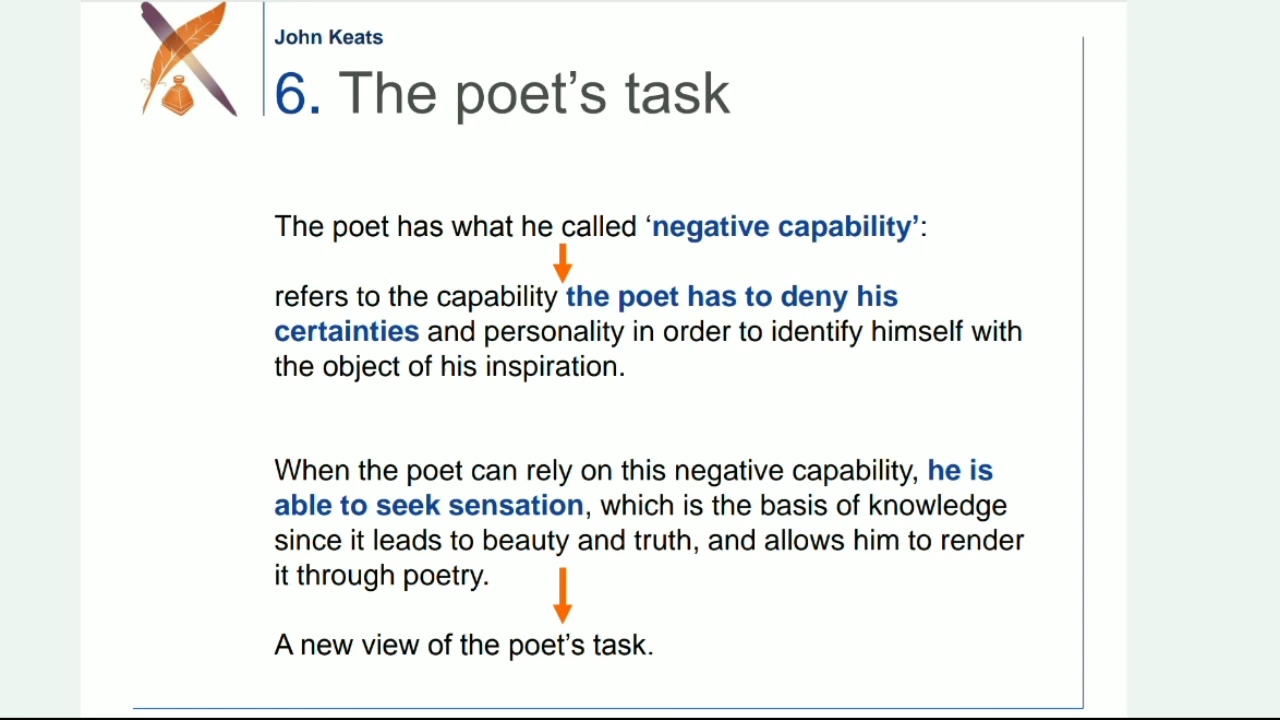 John Keats
6. The poet’s task
The poet has what he called ‘negative capability’:
refers to the capability the poet has to deny his
certainties and personality in order to identify himself with
the object of his inspiration.
When the poet can rely on this negative capability, he is
able to seek sensation, which is the basis of knowledge
since it leads to beauty and truth, and allows him to render
it through poetry.
A new view of the poet’s task.